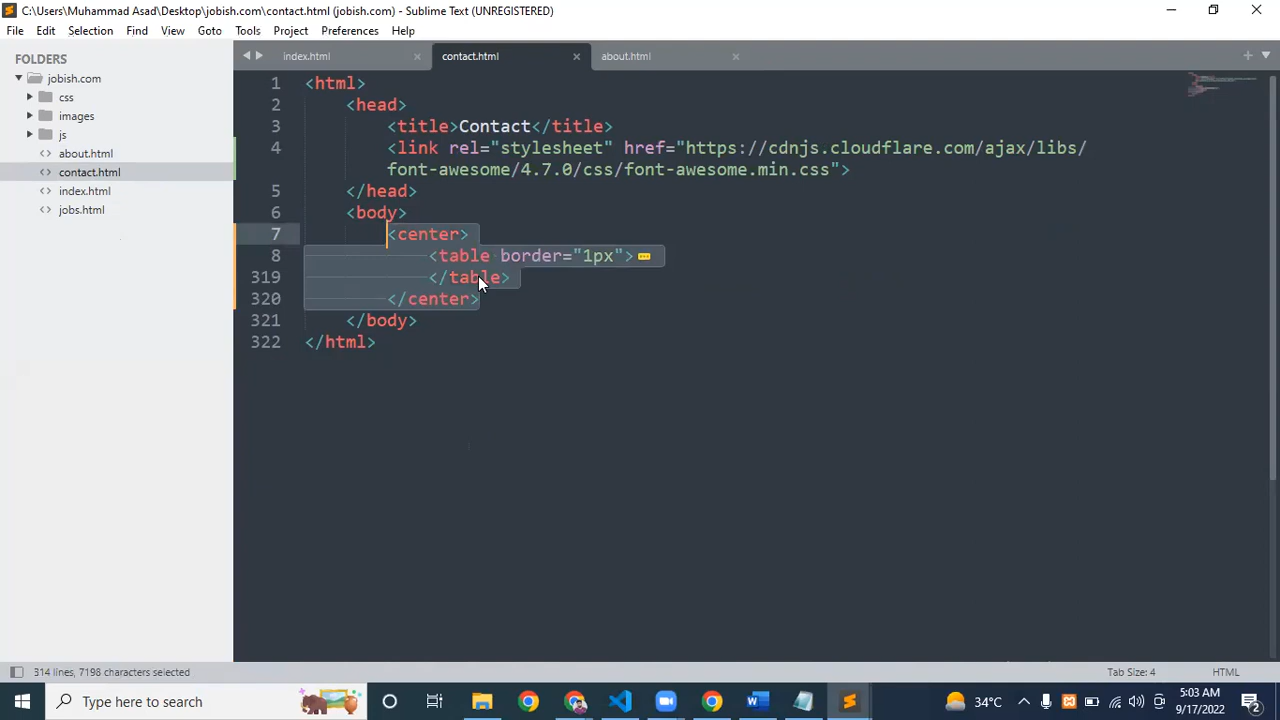 C:\Users\Muhammad Asad\Desktop\jobish.com\contact.html (jobish.com) - Sublime Text (UNREGISTERED)
File Edit Selection Find View Goto Tools Project Preferences Help
FOLDERS
jobish.com
css
images
js
about.html
contact.html
index.html
jobs.html
index.html × contact.html × about.html ×
1 <html>
2 <head>
3 <title>Contact</title>
4 <link rel="stylesheet" href="https://cdnjs.cloudflare.com/ajax/libs/
font-awesome/4.7.0/css/font-awesome.min.css">
5 </head>
6 <body>
7 <center>
8 <table border="1px">
319 </table>
320 </center>
321 </body>
322 </html>
314 lines, 7198 characters selected
Tab Size: 4 HTML
Type here to search
34°C
5:03 AM
9/17/2022
2